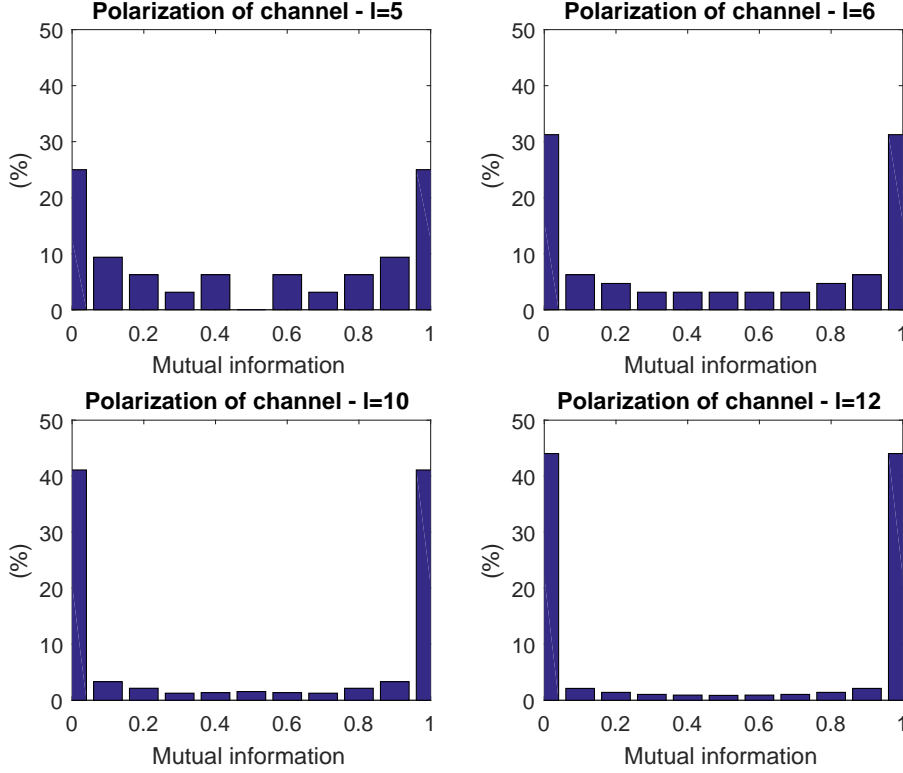 Polarization of channel - l=5
50
40
30
20
10
0
(%)
0 0.2 0.4 0.6 0.8 1
Mutual information
Polarization of channel - l=6
50
40
30
20
10
0
(%)
0 0.2 0.4 0.6 0.8 1
Mutual information
Polarization of channel - l=10
50
40
30
20
10
0
(%)
0 0.2 0.4 0.6 0.8 1
Mutual information
Polarization of channel - l=12
50
40
30
20
10
0
(%)
0 0.2 0.4 0.6 0.8 1
Mutual information